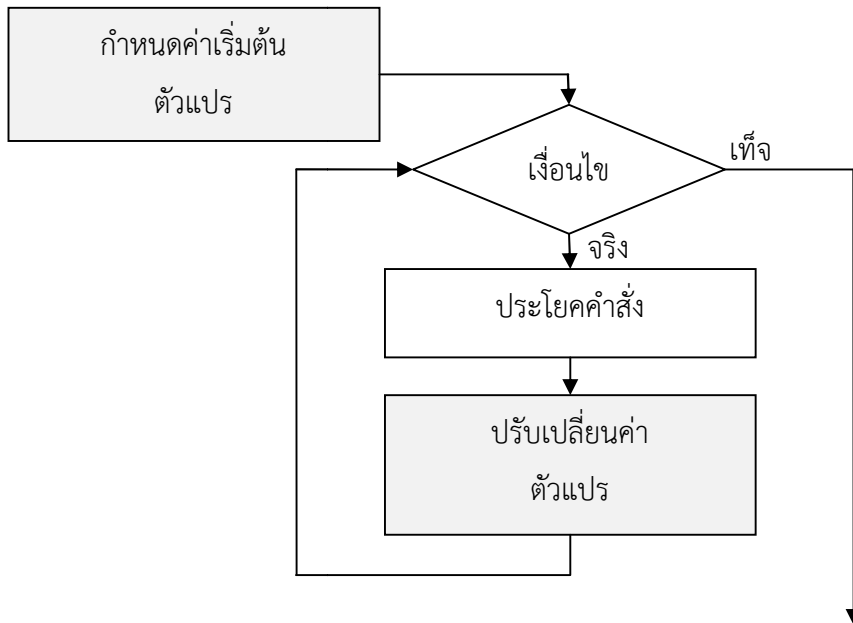 กำหนดค่าเริ่มต้น
ตัวแปร
เงื่อนไข
เท็จ
จริง
ประโยคคำสั่ง
ปรับเปลี่ยนค่า
ตัวแปร